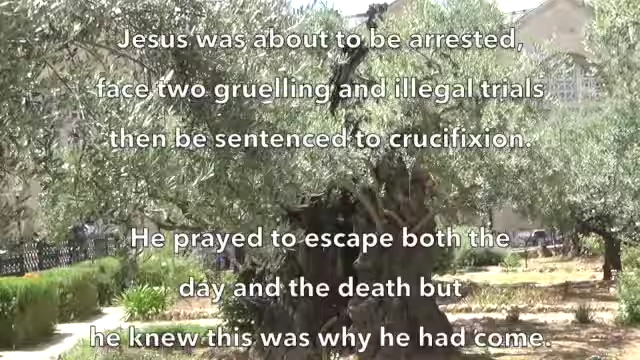 Jesus was about to be arrested,
face two gruelling and illegal trials
then be sentenced to crucifixion.
He prayed to escape both the
day and the death but
he knew this was why he had come.